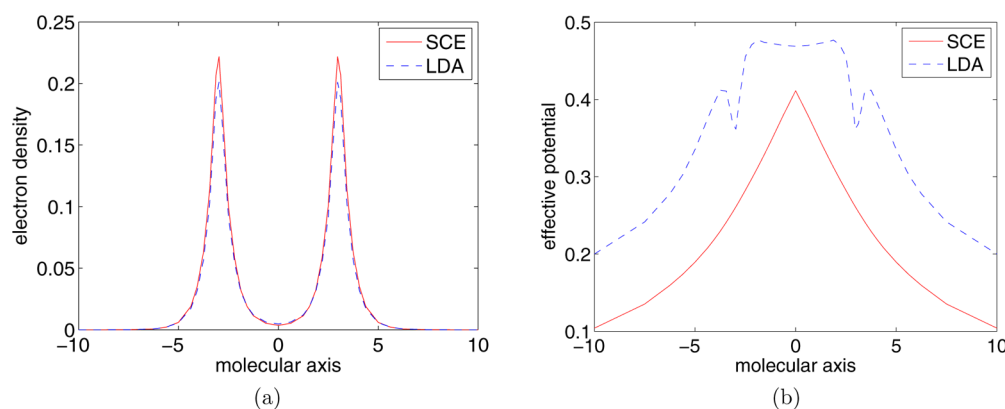 0.25
0.2
0.15
0.1
0.05
0
electron density
SCE
LDA
−10
−5
0
5
10
molecular axis
(a)
0.5
0.4
0.3
0.2
0.1
effective potential
SCE
LDA
−10
−5
0
5
10
molecular axis
(b)